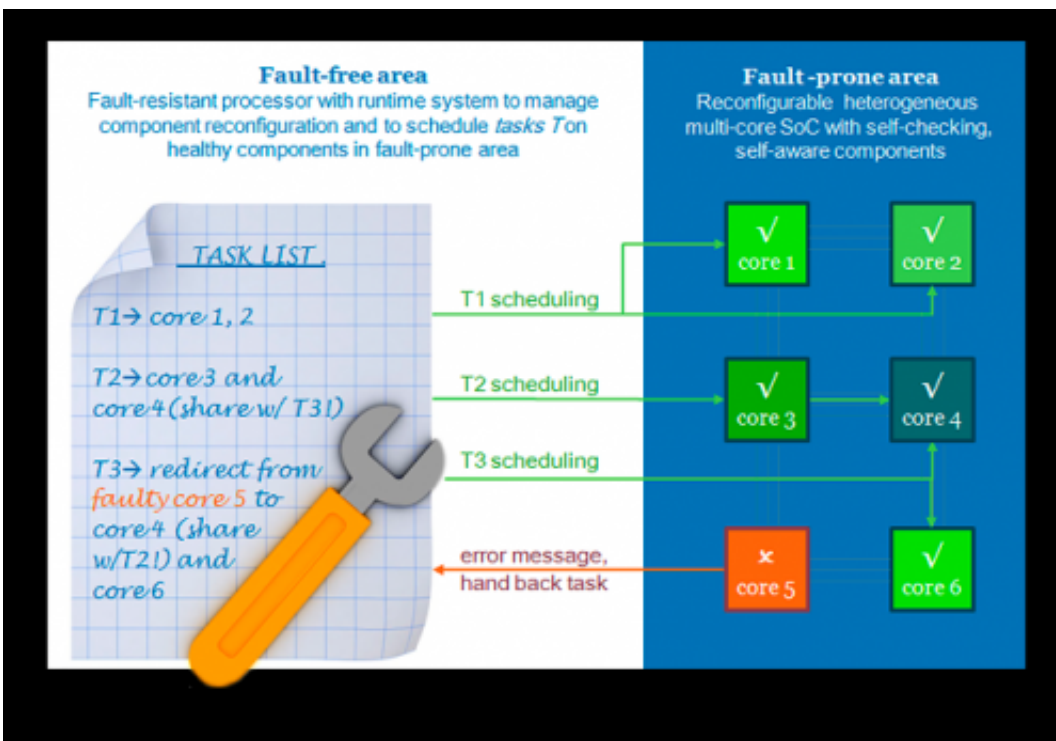 Fault-free area
Fault-resistant processor with runtime system to manage
component reconfiguration and to schedule tasks T on
healthy components in fault-prone area
Fault-prone area
Reconfigurable heterogeneous
multi-core SoC with self-checking,
self-aware components
TASK LIST.
T1→ core 1, 2
T2→core3 and
core4(share w/ T3!)
T3→ redirect from
faulty core 5 to
core4 (share
w/T2!) and
core6
T1 scheduling
T2 scheduling
T3 scheduling
error message,
hand back task
√
core 1
√
core 2
√
core 3
√
core 4
x
core 5
√
core 6